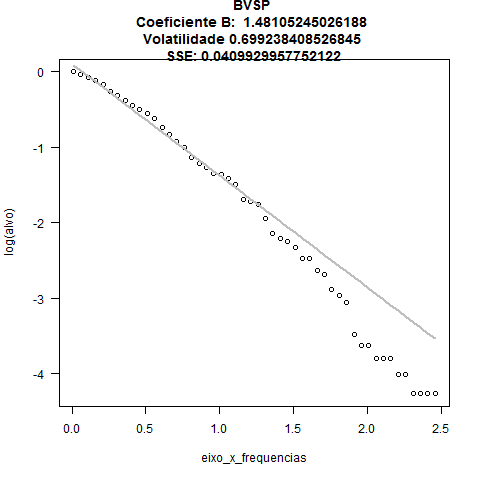 BVSP
Coeficiente B:  1.48105245026188
Volatilidade 0.699238408526845
SSE: 0.0409929957752122
log(alvo)
0
-1
-2
-3
-4
0.0 0.5 1.0 1.5 2.0 2.5
eixo_x_frequencias